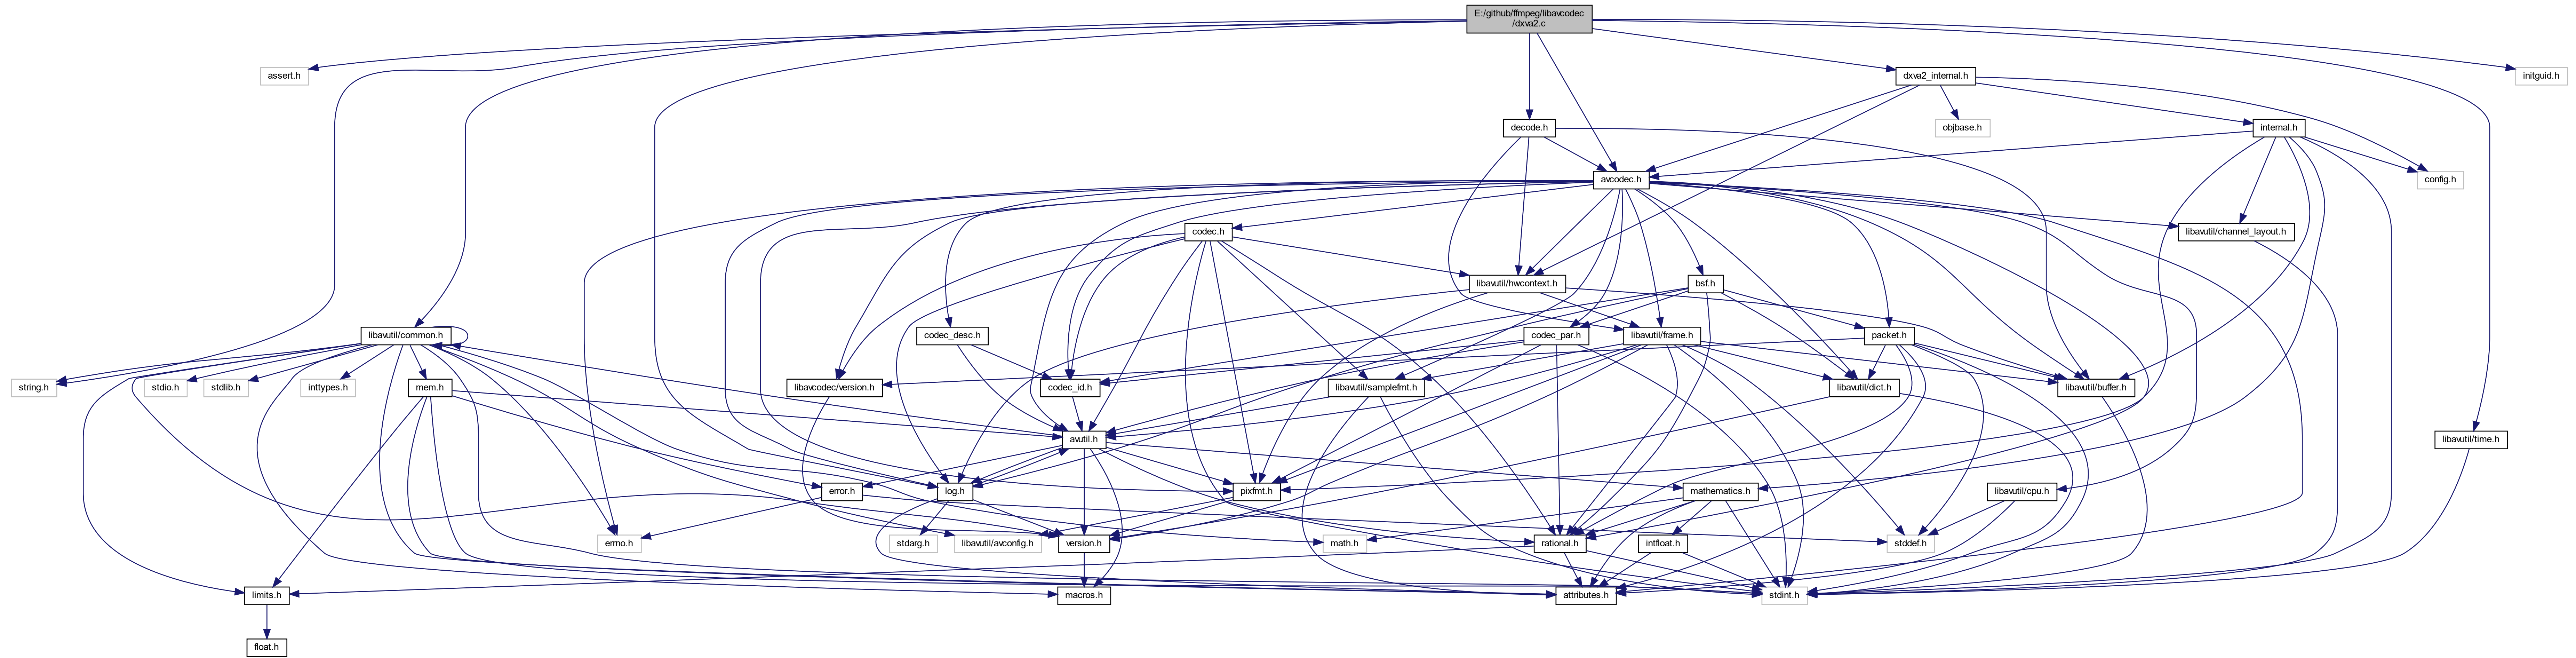 E:/github/ffmpeg/libavcodec
/dxva2.c
assert.h
dxva2_internal.h
initguid.h
decode.h
objbase.h
internal.h
avcodec.h
config.h
codec.h
libavutil/channel_layout.h
libavutil/hwcontext.h
bsf.h
libavutil/common.h
codec_desc.h
codec_par.h
libavutil/frame.h
packet.h
string.h
stdio.h
stdlib.h
inttypes.h
mem.h
libavcodec/version.h
codec_id.h
libavutil/samplefmt.h
libavutil/dict.h
libavutil/buffer.h
avutil.h
libavutil/time.h
error.h
log.h
pixfmt.h
mathematics.h
libavutil/cpu.h
errno.h
stdarg.h
libavutil/avconfig.h
version.h
math.h
rational.h
intfloat.h
stddef.h
limits.h
macros.h
attributes.h
stdint.h
float.h